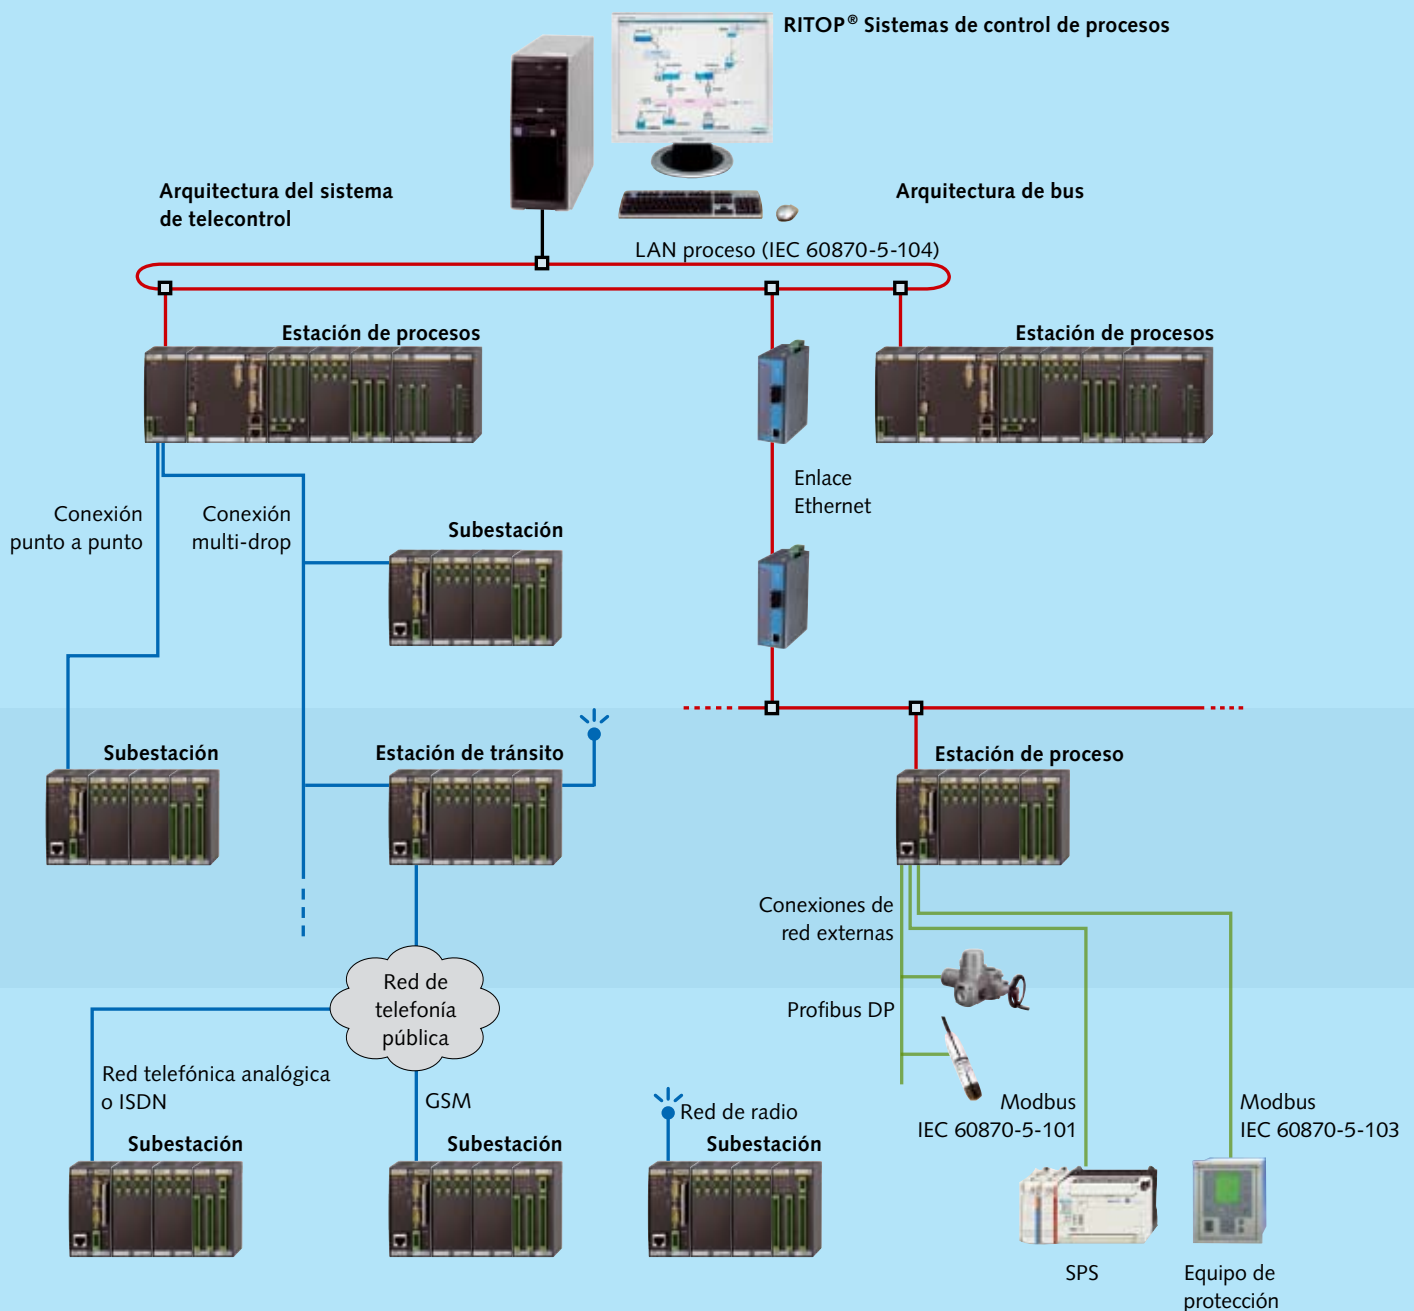 RITOP® Sistemas de control de procesos
Arquitectura del sistema
de telecontrol
Arquitectura de bus
LAN proceso (IEC 60870-5-104)
Estación de procesos
Estación de procesos
Enlace
Ethernet
Conexión
punto a punto
Conexión
multi-drop
Subestación
Subestación
Estación de tránsito
Estación de proceso
Conexiones de
red externas
Red de
telefonía
pública
Profibus DP
Red telefónica analógica
o ISDN
GSM
Red de radio
Modbus
IEC 60870-5-101
Modbus
IEC 60870-5-103
Subestación
Subestación
Subestación
SPS
Equipo de
protección